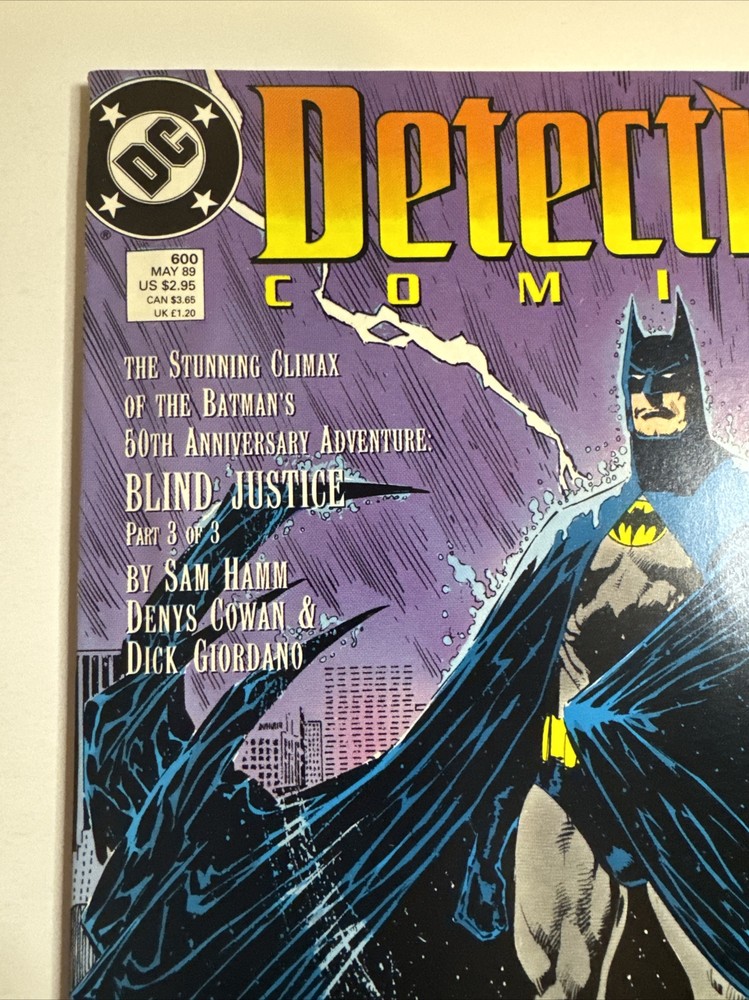 DC
®
Detecti
COMI
600
MAY 89
US $2.95
CAN $3.65
UK £1.20
THE STUNNING CLIMAX
OF THE BATMAN'S
50TH ANNIVERSARY ADVENTURE:
BLIND JUSTICE
PART 3 OF 3
BY SAM HAMM
DENYS COWAN &
DICK GIORDANO